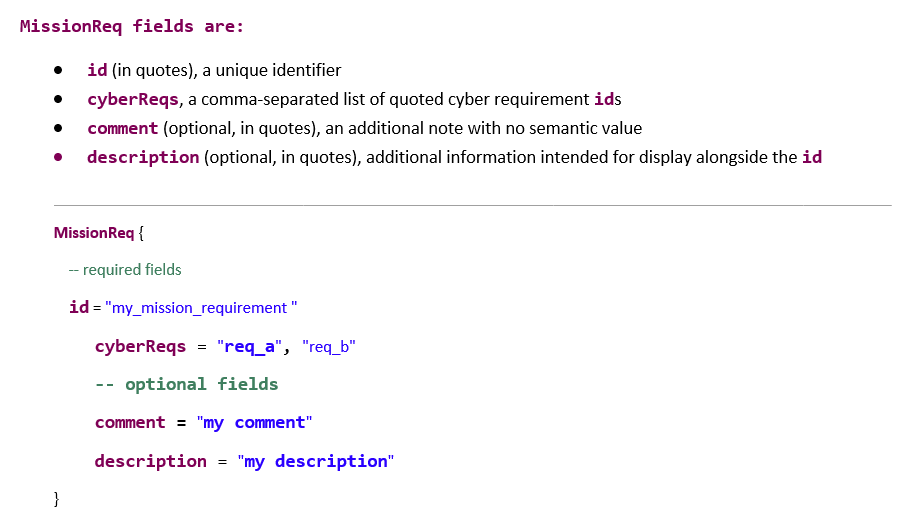 MissionReq fields are:
● id (in quotes), a unique identifier
● cyberReqs, a comma-separated list of quoted cyber requirement ids
● comment (optional, in quotes), an additional note with no semantic value
● description (optional, in quotes), additional information intended for display alongside the id
MissionReq {
-- required fields
id = "my_mission_requirement "
cyberReqs = "req_a", "req_b"
-- optional fields
comment = "my comment"
description = "my description"
}